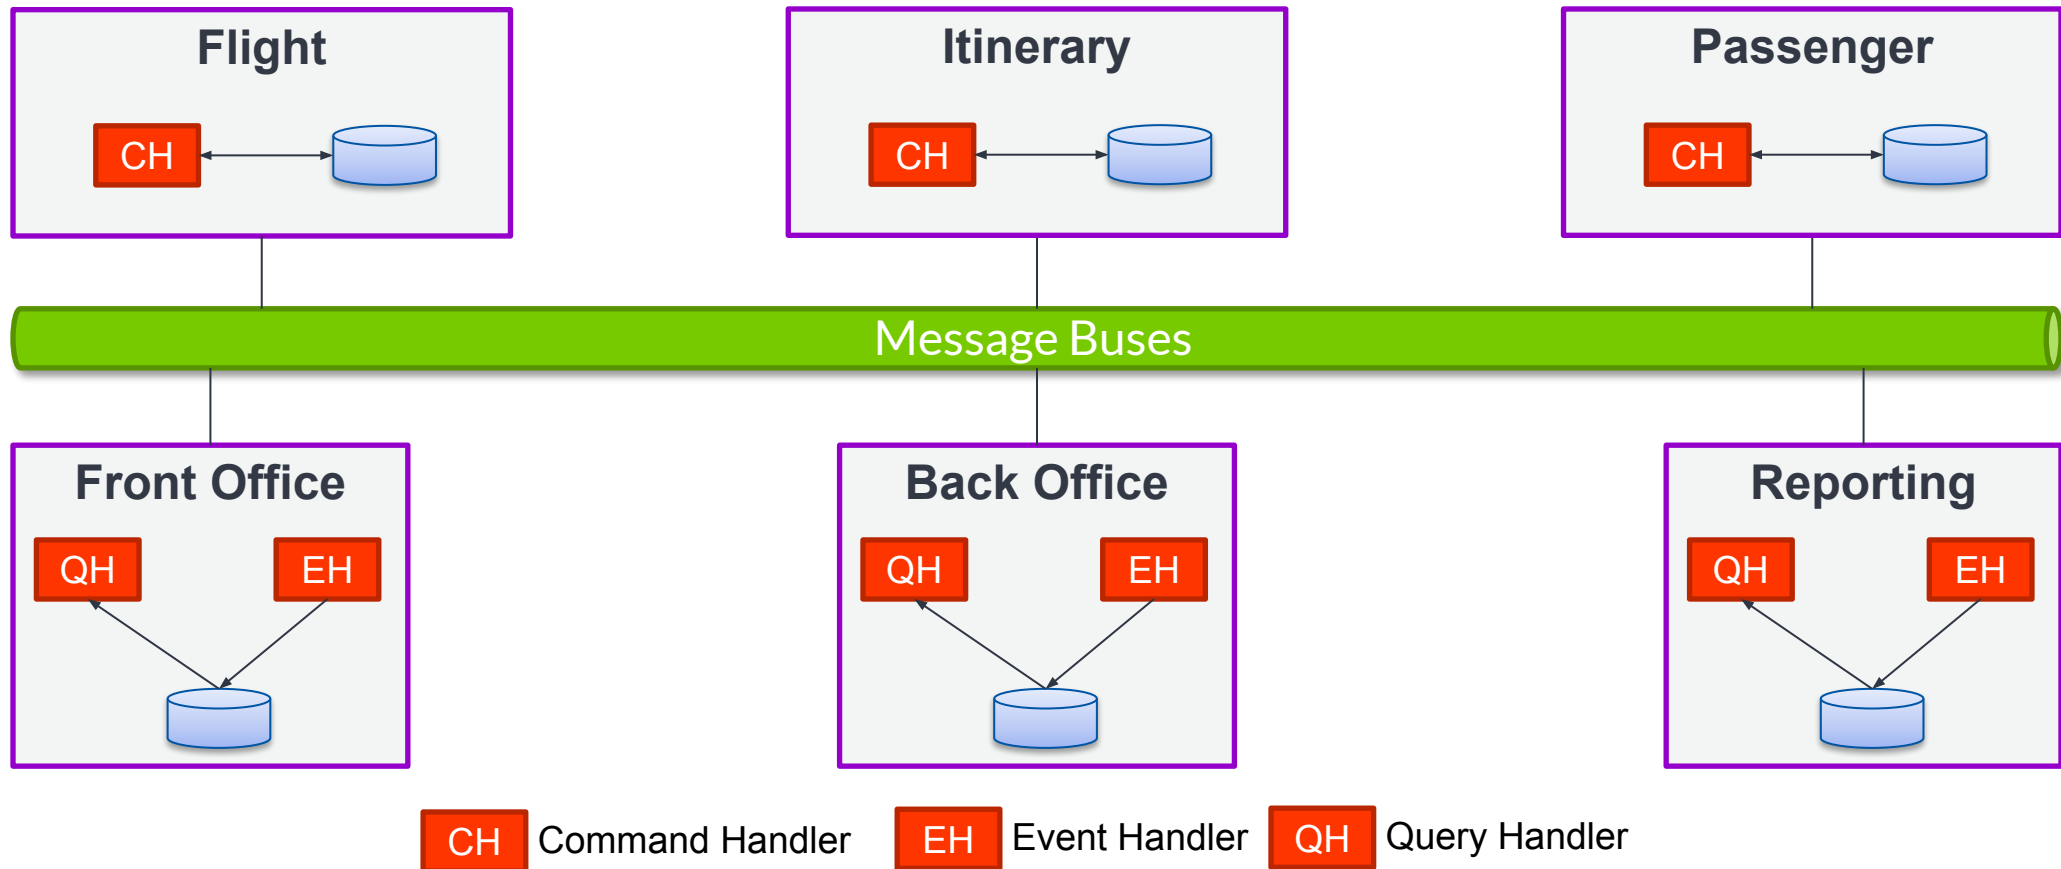 Flight
Itinerary
Passenger
CH
CH
CH
Message Buses
Front Office
Back Office
Reporting
QH
EH
QH
EH
QH
EH
CH Command Handler
EH Event Handler
QH Query Handler